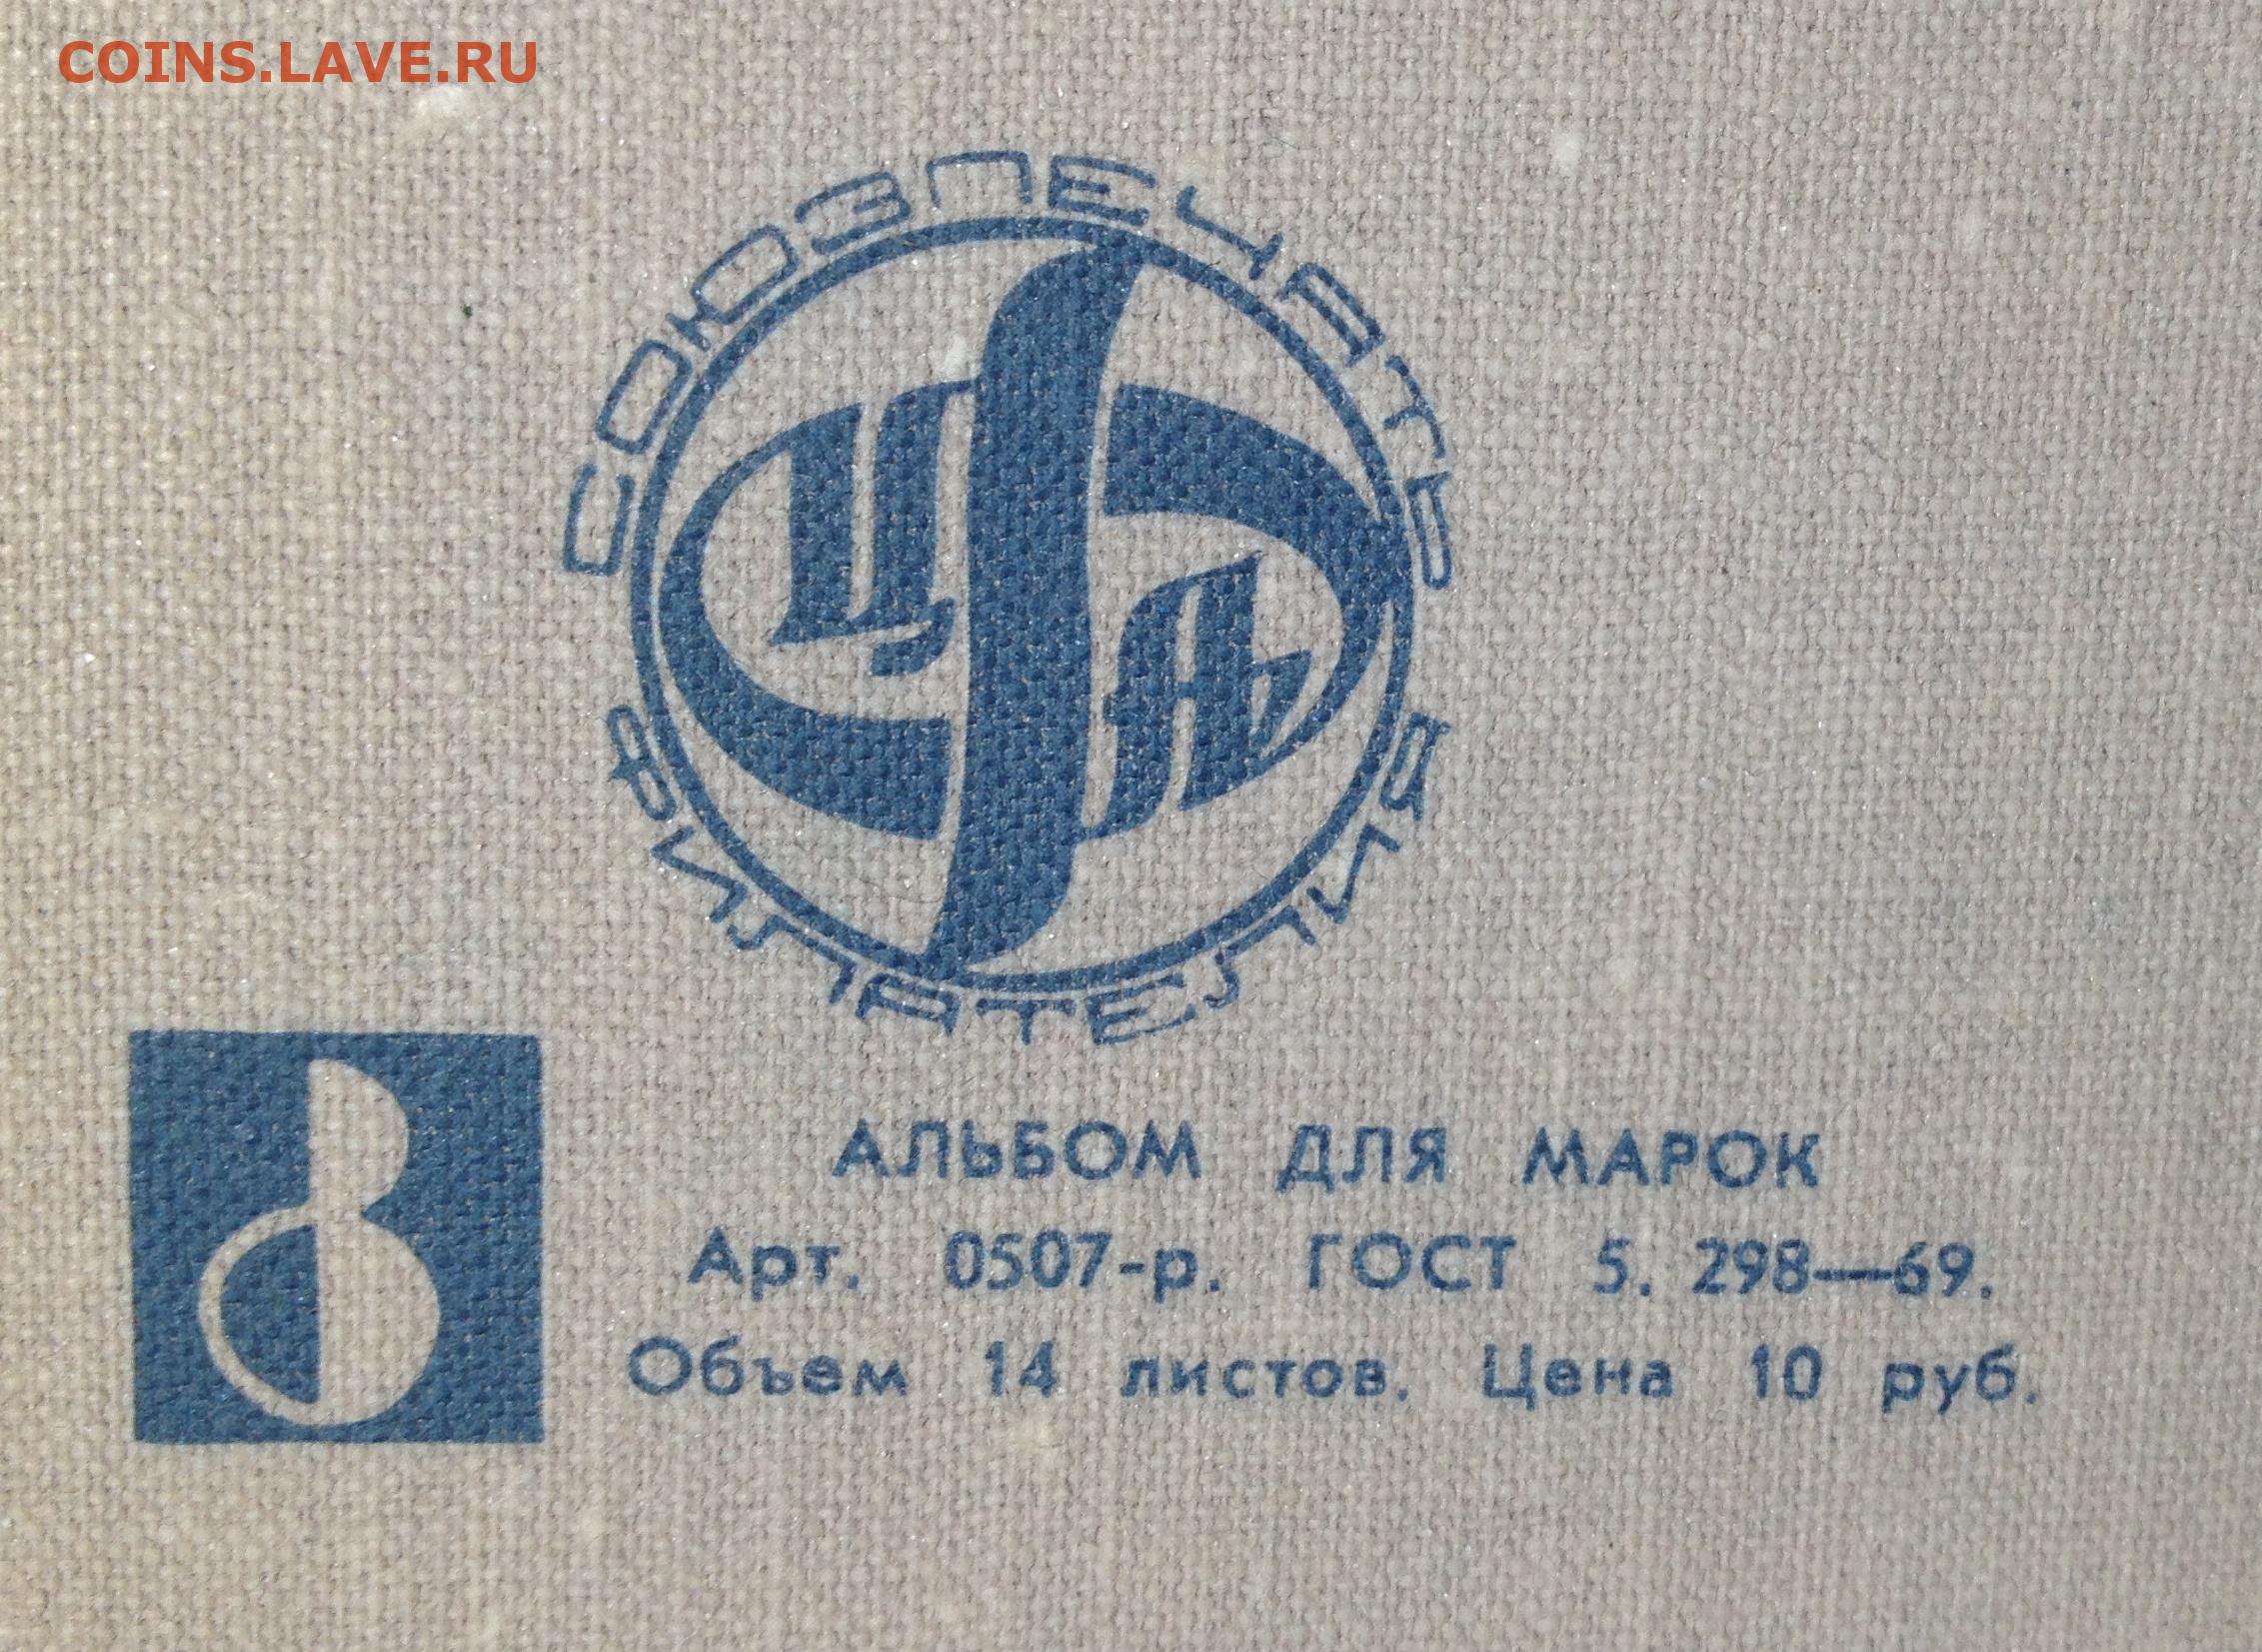 COINS.LAVE.RU
СОЮЗПЕЧАТЬ
ЦФА
ФИЛАТЕЛИЯ
АЛЬБОМ ДЛЯ МАРОК
Арт. 0507-р. ГОСТ 5. 298—69.
Объем 14 листов. Цена 10 руб.